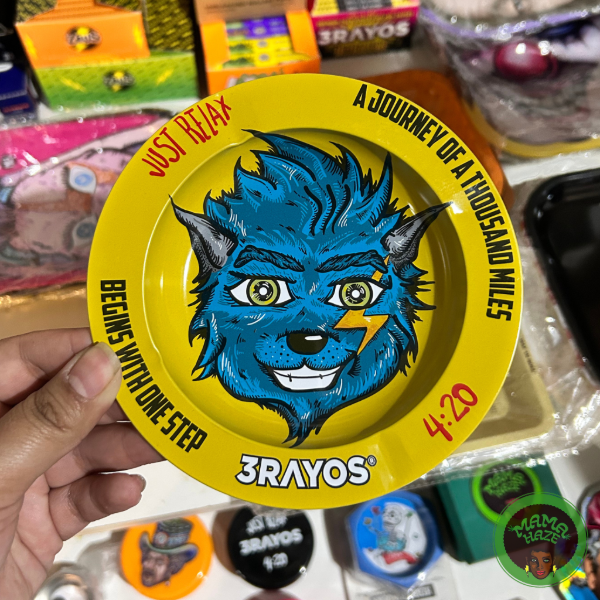 3RAYOS
JUST RELAX
A JOURNEY OF A THOUSAND MILES
BEGINS WITH ONE STEP
4:20
3RAYOS®
JUST RELAX
3RAYOS
4:20
MAMA
HAZE